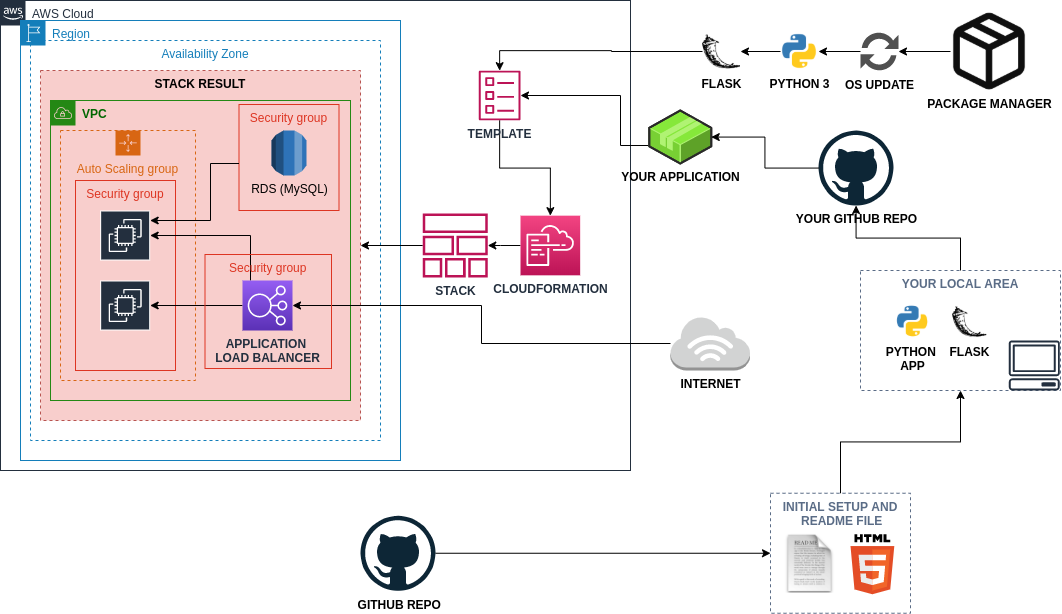 aws
AWS Cloud
Region
Availability Zone
STACK RESULT
VPC
Security group
RDS (MySQL)
Auto Scaling group
Security group
Security group
APPLICATION
LOAD BALANCER
TEMPLATE
STACK
CLOUDFORMATION
FLASK
PYTHON 3
OS UPDATE
PACKAGE MANAGER
YOUR APPLICATION
YOUR GITHUB REPO
INTERNET
YOUR LOCAL AREA
PYTHON
APP
FLASK
INITIAL SETUP AND
README FILE
READ ME
HTML
5
GITHUB REPO